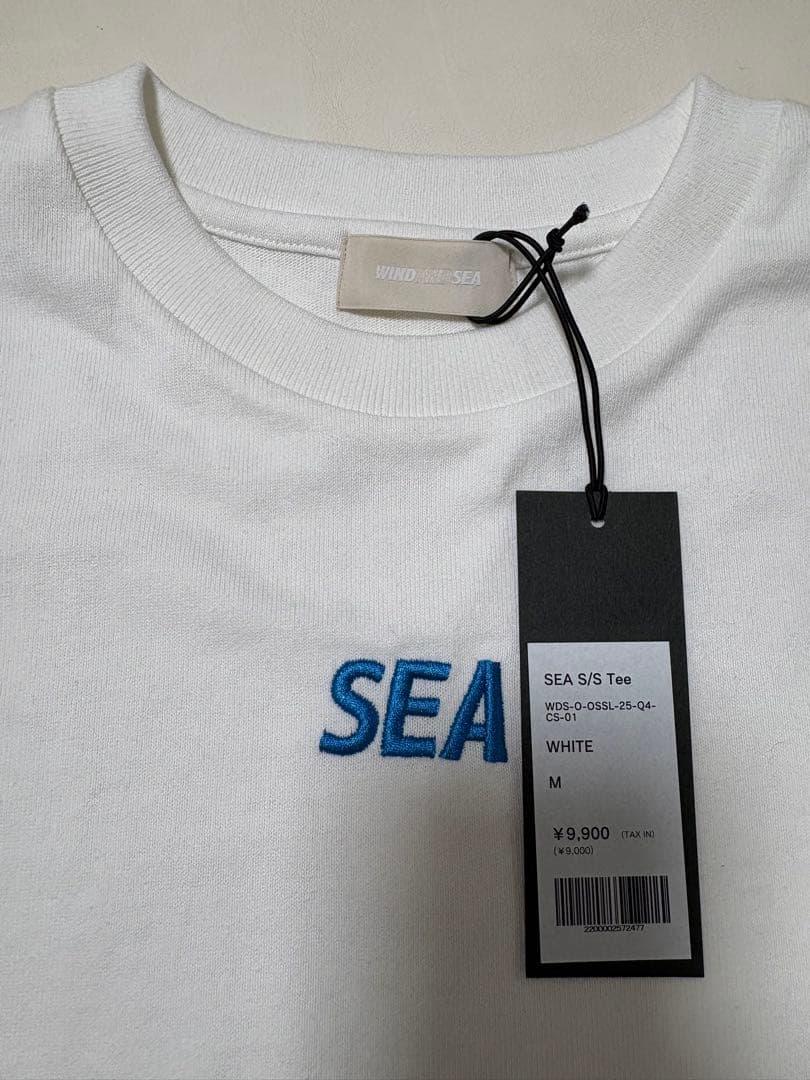 WIND AND SEA
SEA
SEA S/S Tee
WDS-O-OSSL-25-Q4-
CS-01
WHITE
M
¥9,900 (TAX IN)
(¥9,000)
2200002572477